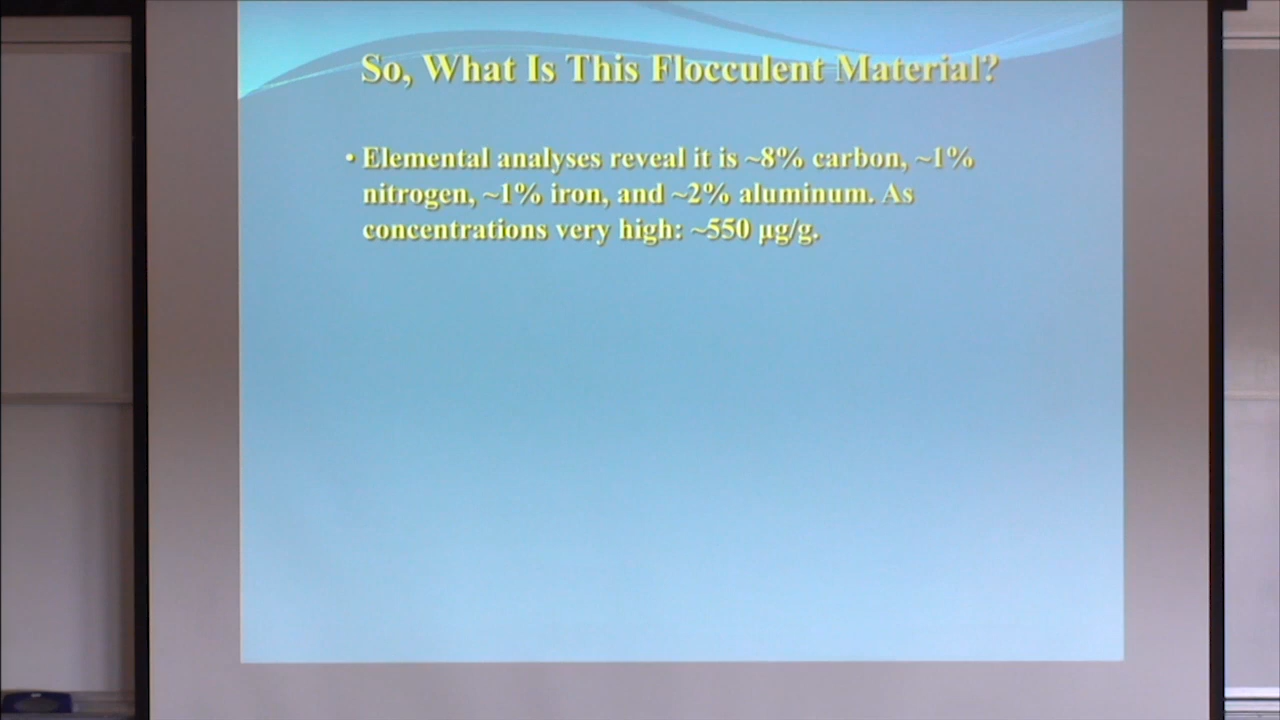 So, What Is This Flocculent Material?
• Elemental analyses reveal it is ~8% carbon, ~1%
nitrogen, ~1% iron, and ~2% aluminum. As
concentrations very high: ~550 µg/g.